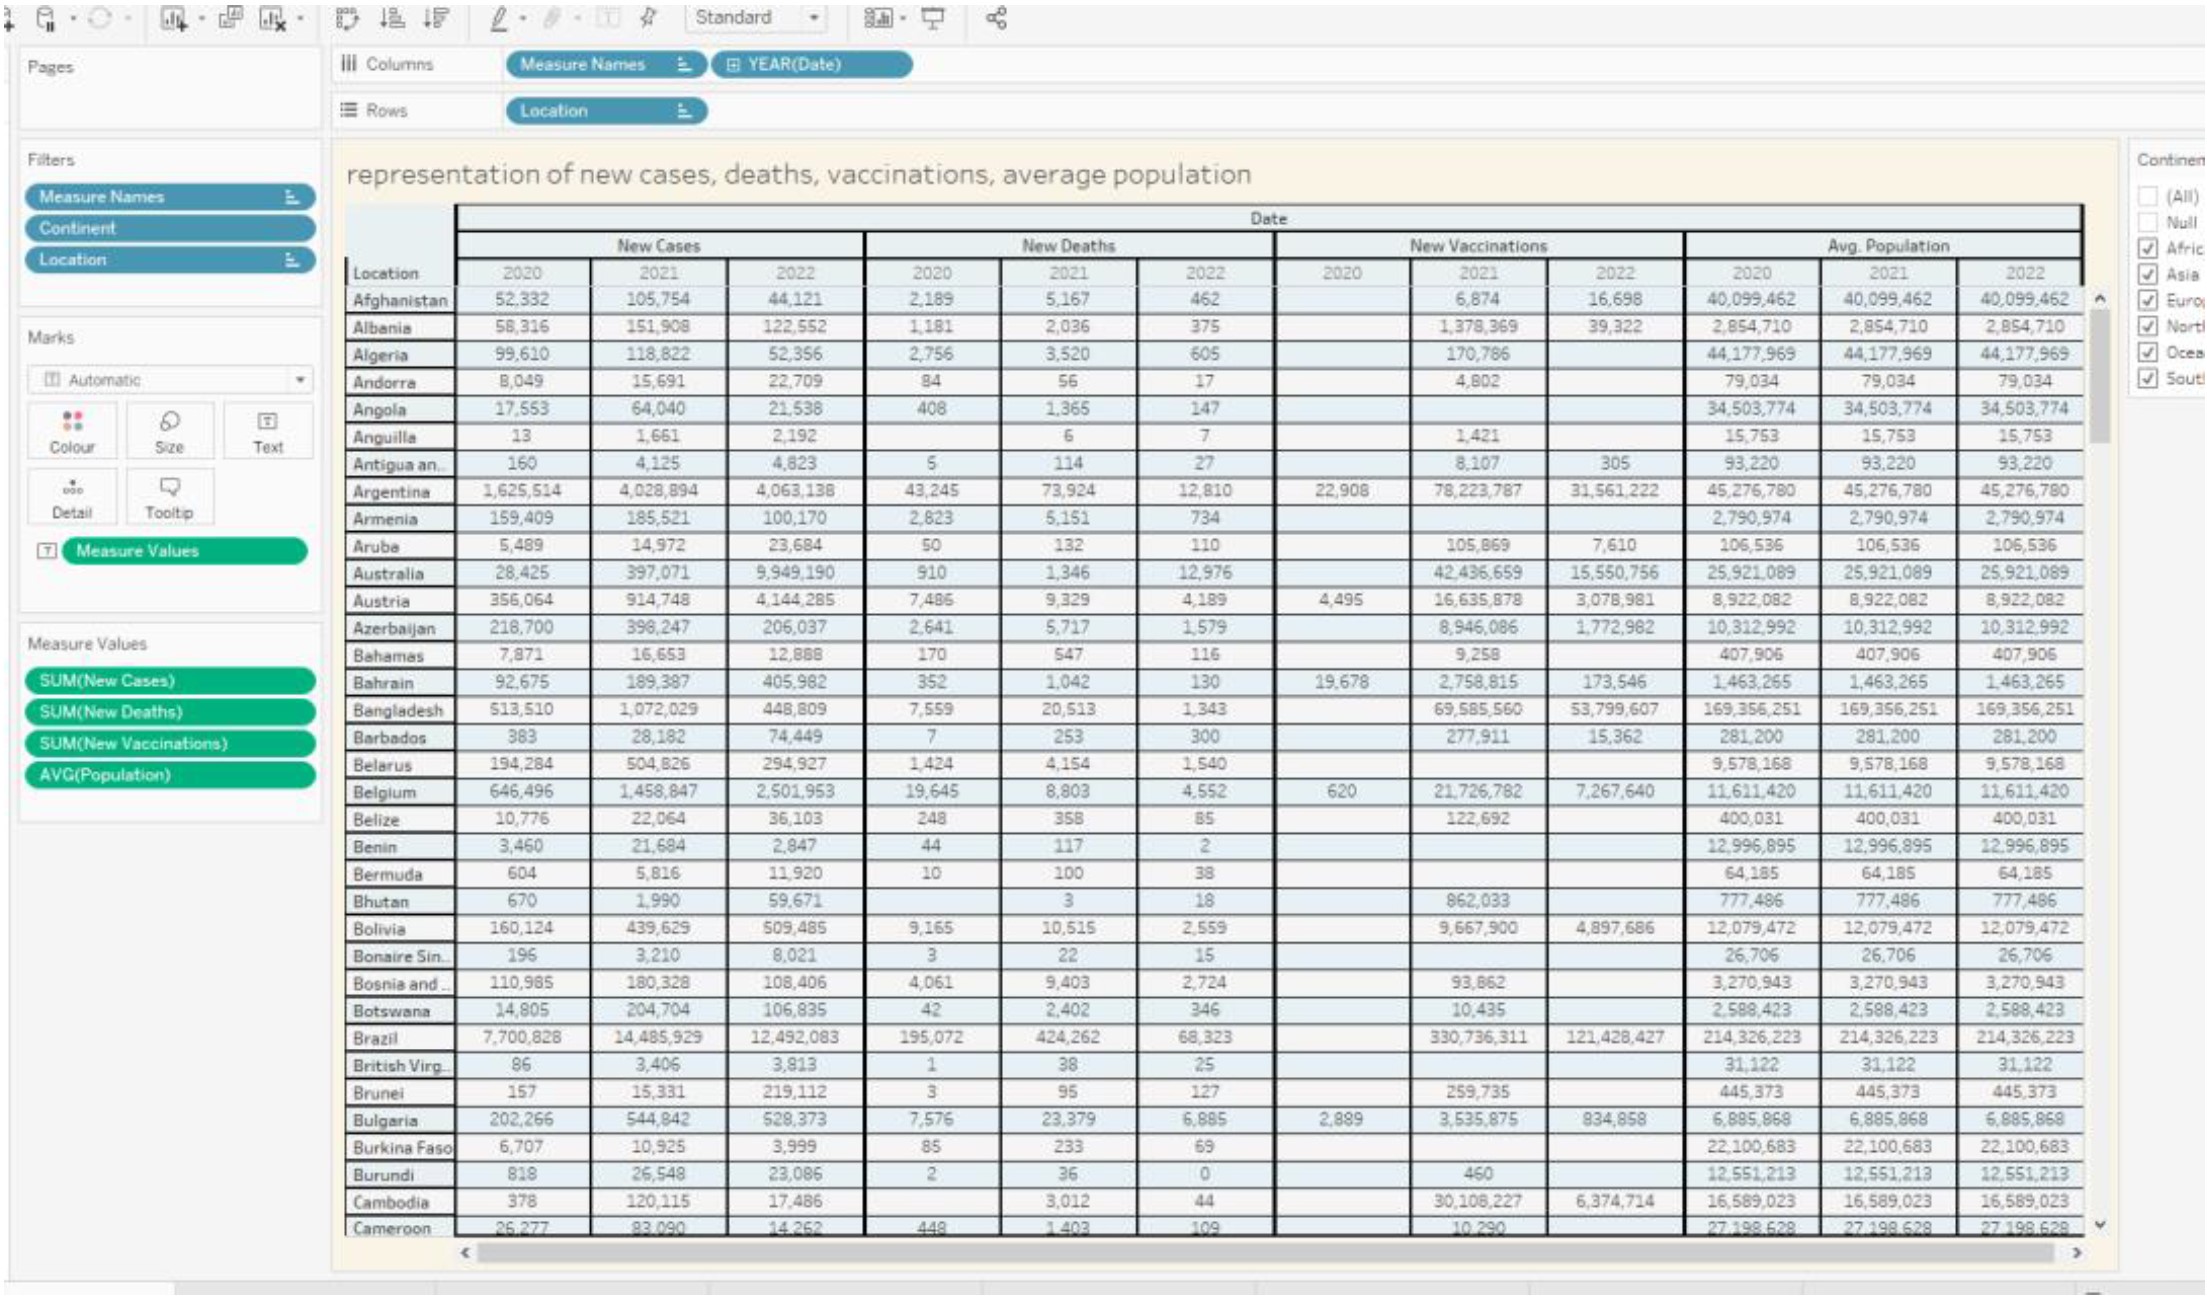 Standard
Pages
Columns Measure Names YEAR(Date)
Rows Location
Filters
Measure Names
Continent
Location
Marks
Automatic
Colour Size Text
Detail Tooltip
Measure Values
Measure Values
SUM(New Cases)
SUM(New Deaths)
SUM(New Vaccinations)
AVG(Population)
representation of new cases, deaths, vaccinations, average population
Date
New Cases New Deaths New Vaccinations Avg. Population
Location 2020 2021 2022 2020 2021 2022 2020 2021 2022 2020 2021 2022
Afghanistan 52,332 105,754 44,121 2,189 5,167 462 6,874 16,698 40,099,462 40,099,462 40,099,462
Albania 58,316 151,908 122,552 1,181 2,036 375 1,378,369 39,322 2,854,710 2,854,710 2,854,710
Algeria 99,610 118,822 52,356 2,756 3,520 605 170,786 44,177,969 44,177,969 44,177,969
Andorra 8,049 15,691 22,709 84 56 17 4,802 79,034 79,034 79,034
Angola 17,553 64,040 21,538 408 1,365 147 34,503,774 34,503,774 34,503,774
Anguilla 13 1,661 2,192 6 7 1,421 15,753 15,753 15,753
Antigua an.. 160 4,125 4,823 5 114 27 8,107 305 93,220 93,220 93,220
Argentina 1,625,514 4,028,894 4,063,138 43,245 73,924 12,810 22,908 78,223,787 31,561,222 45,276,780 45,276,780 45,276,780
Armenia 159,409 185,521 100,170 2,823 5,151 734 2,790,974 2,790,974 2,790,974
Aruba 5,489 14,972 23,684 50 132 110 105,869 7,610 106,536 106,536 106,536
Australia 28,425 397,071 9,949,190 910 1,346 12,976 42,436,659 15,550,756 25,921,089 25,921,089 25,921,089
Austria 356,064 914,748 4,144,285 7,486 9,329 4,189 4,495 16,635,878 3,078,981 8,922,082 8,922,082 8,922,082
Azerbaijan 218,700 398,247 206,037 2,641 5,717 1,579 8,946,086 1,772,982 10,312,992 10,312,992 10,312,992
Bahamas 7,871 16,653 12,888 170 547 116 9,258 407,906 407,906 407,906
Bahrain 92,675 189,387 405,982 352 1,042 130 19,678 2,758,815 173,546 1,463,265 1,463,265 1,463,265
Bangladesh 513,510 1,072,029 448,809 7,559 20,513 1,343 69,585,560 53,799,607 169,356,251 169,356,251 169,356,251
Barbados 383 28,182 74,449 7 253 300 277,911 15,362 281,200 281,200 281,200
Belarus 194,284 504,826 294,927 1,424 4,154 1,540 9,578,168 9,578,168 9,578,168
Belgium 646,496 1,458,847 2,501,953 19,645 8,803 4,552 620 21,726,782 7,267,640 11,611,420 11,611,420 11,611,420
Belize 10,776 22,064 36,103 248 358 85 122,692 400,031 400,031 400,031
Benin 3,460 21,684 2,847 44 117 2 12,996,895 12,996,895 12,996,895
Bermuda 604 5,816 11,920 10 100 38 64,185 64,185 64,185
Bhutan 670 1,990 59,671 3 18 862,033 777,486 777,486 777,486
Bolivia 160,124 439,629 509,485 9,165 10,515 2,559 9,667,900 4,897,686 12,079,472 12,079,472 12,079,472
Bonaire Sin.. 196 3,210 8,021 3 22 15 26,706 26,706 26,706
Bosnia and .. 110,985 180,328 108,406 4,061 9,403 2,724 93,862 3,270,943 3,270,943 3,270,943
Botswana 14,805 204,704 106,835 42 2,402 346 10,435 2,588,423 2,588,423 2,588,423
Brazil 7,700,828 14,485,929 12,492,083 195,072 424,262 68,323 330,736,311 121,428,427 214,326,223 214,326,223 214,326,223
British Virg.. 86 3,406 3,813 1 38 25 31,122 31,122 31,122
Brunei 157 15,331 219,112 3 95 127 259,735 445,373 445,373 445,373
Bulgaria 202,266 544,842 528,373 7,576 23,379 6,885 2,889 3,535,875 834,858 6,885,868 6,885,868 6,885,868
Burkina Faso 6,707 10,925 3,999 85 233 69 22,100,683 22,100,683 22,100,683
Burundi 818 26,548 23,086 2 36 0 460 12,551,213 12,551,213 12,551,213
Cambodia 378 120,115 17,486 3,012 44 30,108,227 6,374,714 16,589,023 16,589,023 16,589,023
Cameroon 26,277 83,090 14,262 448 1,403 109 10,290 27,198,628 27,198,628 27,198,628
Continen
(All)
Null
Afric
Asia
Euro
Nort
Ocea
Sout